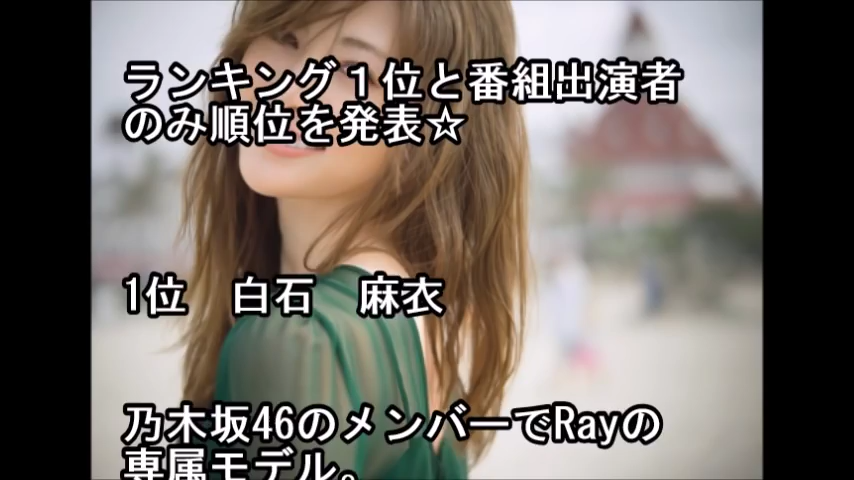 ランキング１位と番組出演者
のみ順位を発表☆
1位　白石　麻衣
乃木坂46のメンバーでRayの
専属モデル。